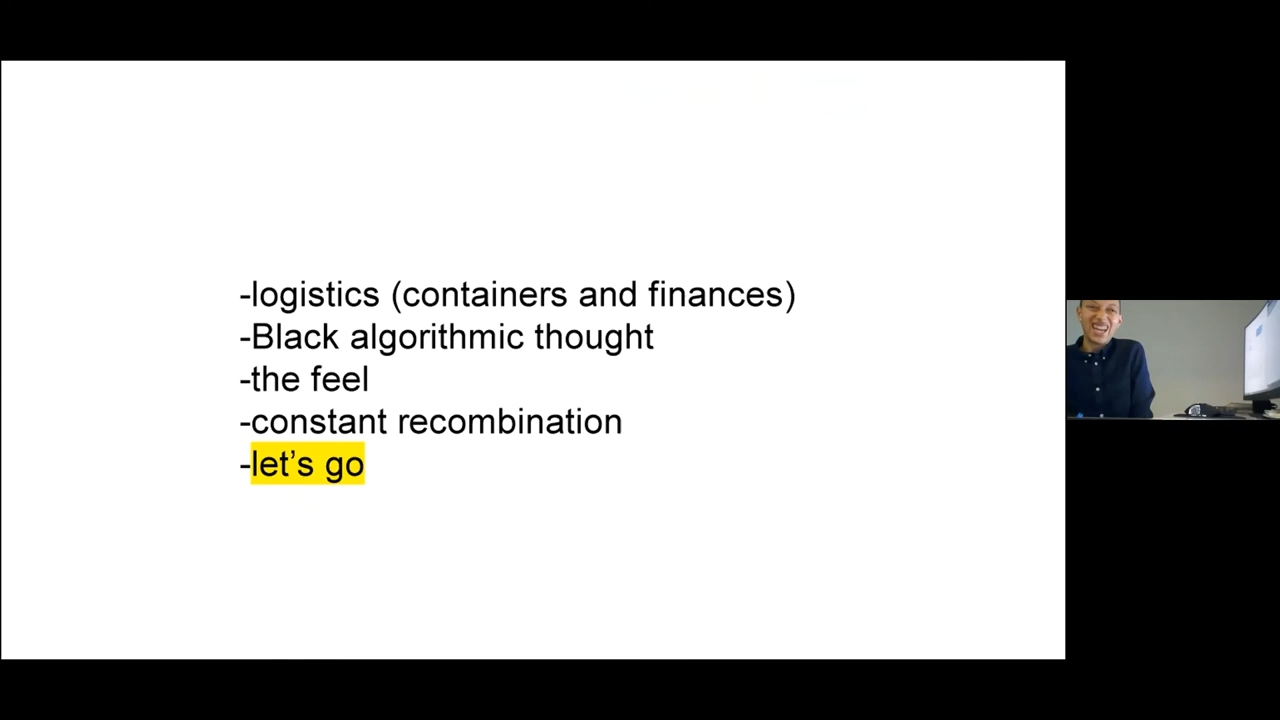 -logistics (containers and finances)
-Black algorithmic thought
-the feel
-constant recombination
-let’s go